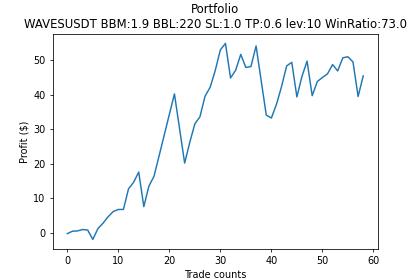 Portfolio
WAVESUSDT BBM:1.9 BBL:220 SL:1.0 TP:0.6 lev:10 WinRatio:73.0
Profit ($)
50
40
30
20
10
0
0 10 20 30 40 50 60
Trade counts